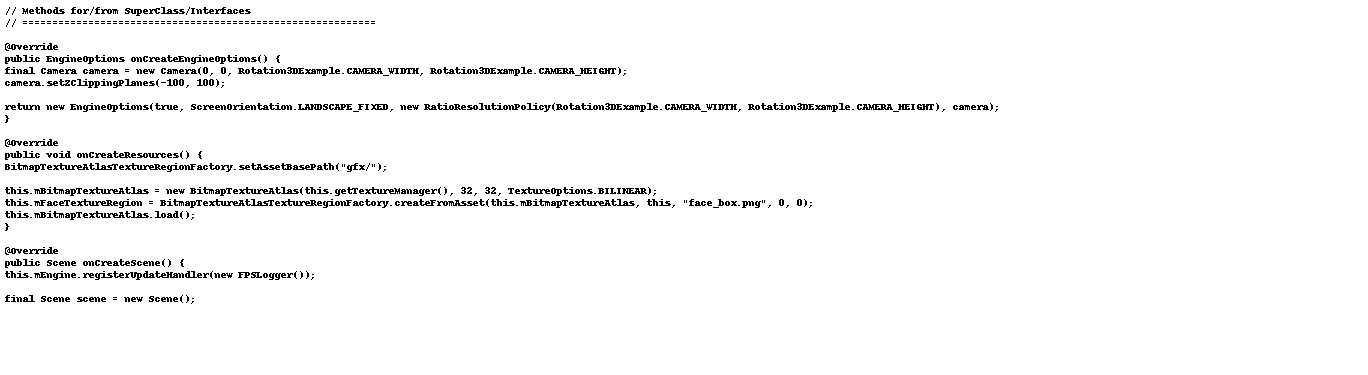 // Methods for/from SuperClass/Interfaces
// ===========================================================
@Override
public EngineOptions onCreateEngineOptions() {
final Camera camera = new Camera(0, 0, Rotation3DExample.CAMERA_WIDTH, Rotation3DExample.CAMERA_HEIGHT);
camera.setZClippingPlanes(-100, 100);
return new EngineOptions(true, ScreenOrientation.LANDSCAPE_FIXED, new RatioResolutionPolicy(Rotation3DExample.CAMERA_WIDTH, Rotation3DExample.CAMERA_HEIGHT), camera);
}
@Override
public void onCreateResources() {
BitmapTextureAtlasTextureRegionFactory.setAssetBasePath("gfx/");
this.mBitmapTextureAtlas = new BitmapTextureAtlas(this.getTextureManager(), 32, 32, TextureOptions.BILINEAR);
this.mFaceTextureRegion = BitmapTextureAtlasTextureRegionFactory.createFromAsset(this.mBitmapTextureAtlas, this, "face_box.png", 0, 0);
this.mBitmapTextureAtlas.load();
}
@Override
public Scene onCreateScene() {
this.mEngine.registerUpdateHandler(new FPSLogger());
final Scene scene = new Scene();